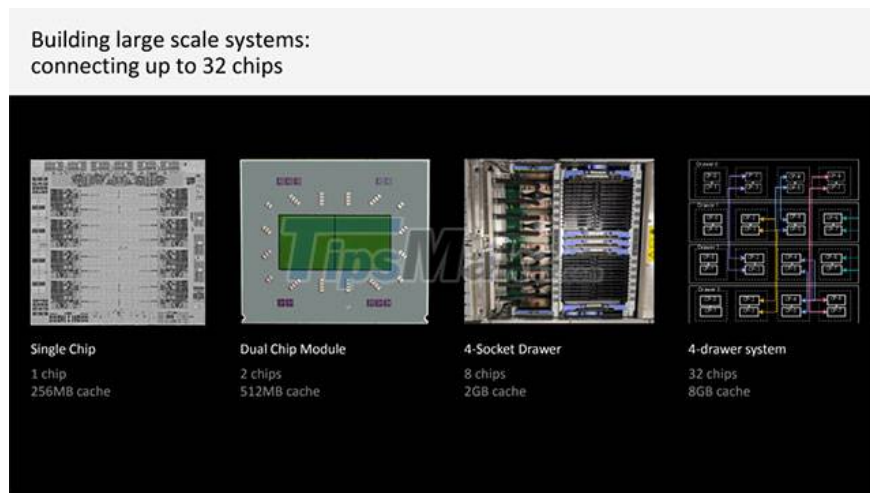 Building large scale systems:
connecting up to 32 chips
Single Chip
1 chip
256MB cache
Dual Chip Module
2 chips
512MB cache
4-Socket Drawer
8 chips
2GB cache
4-drawer system
32 chips
8GB cache